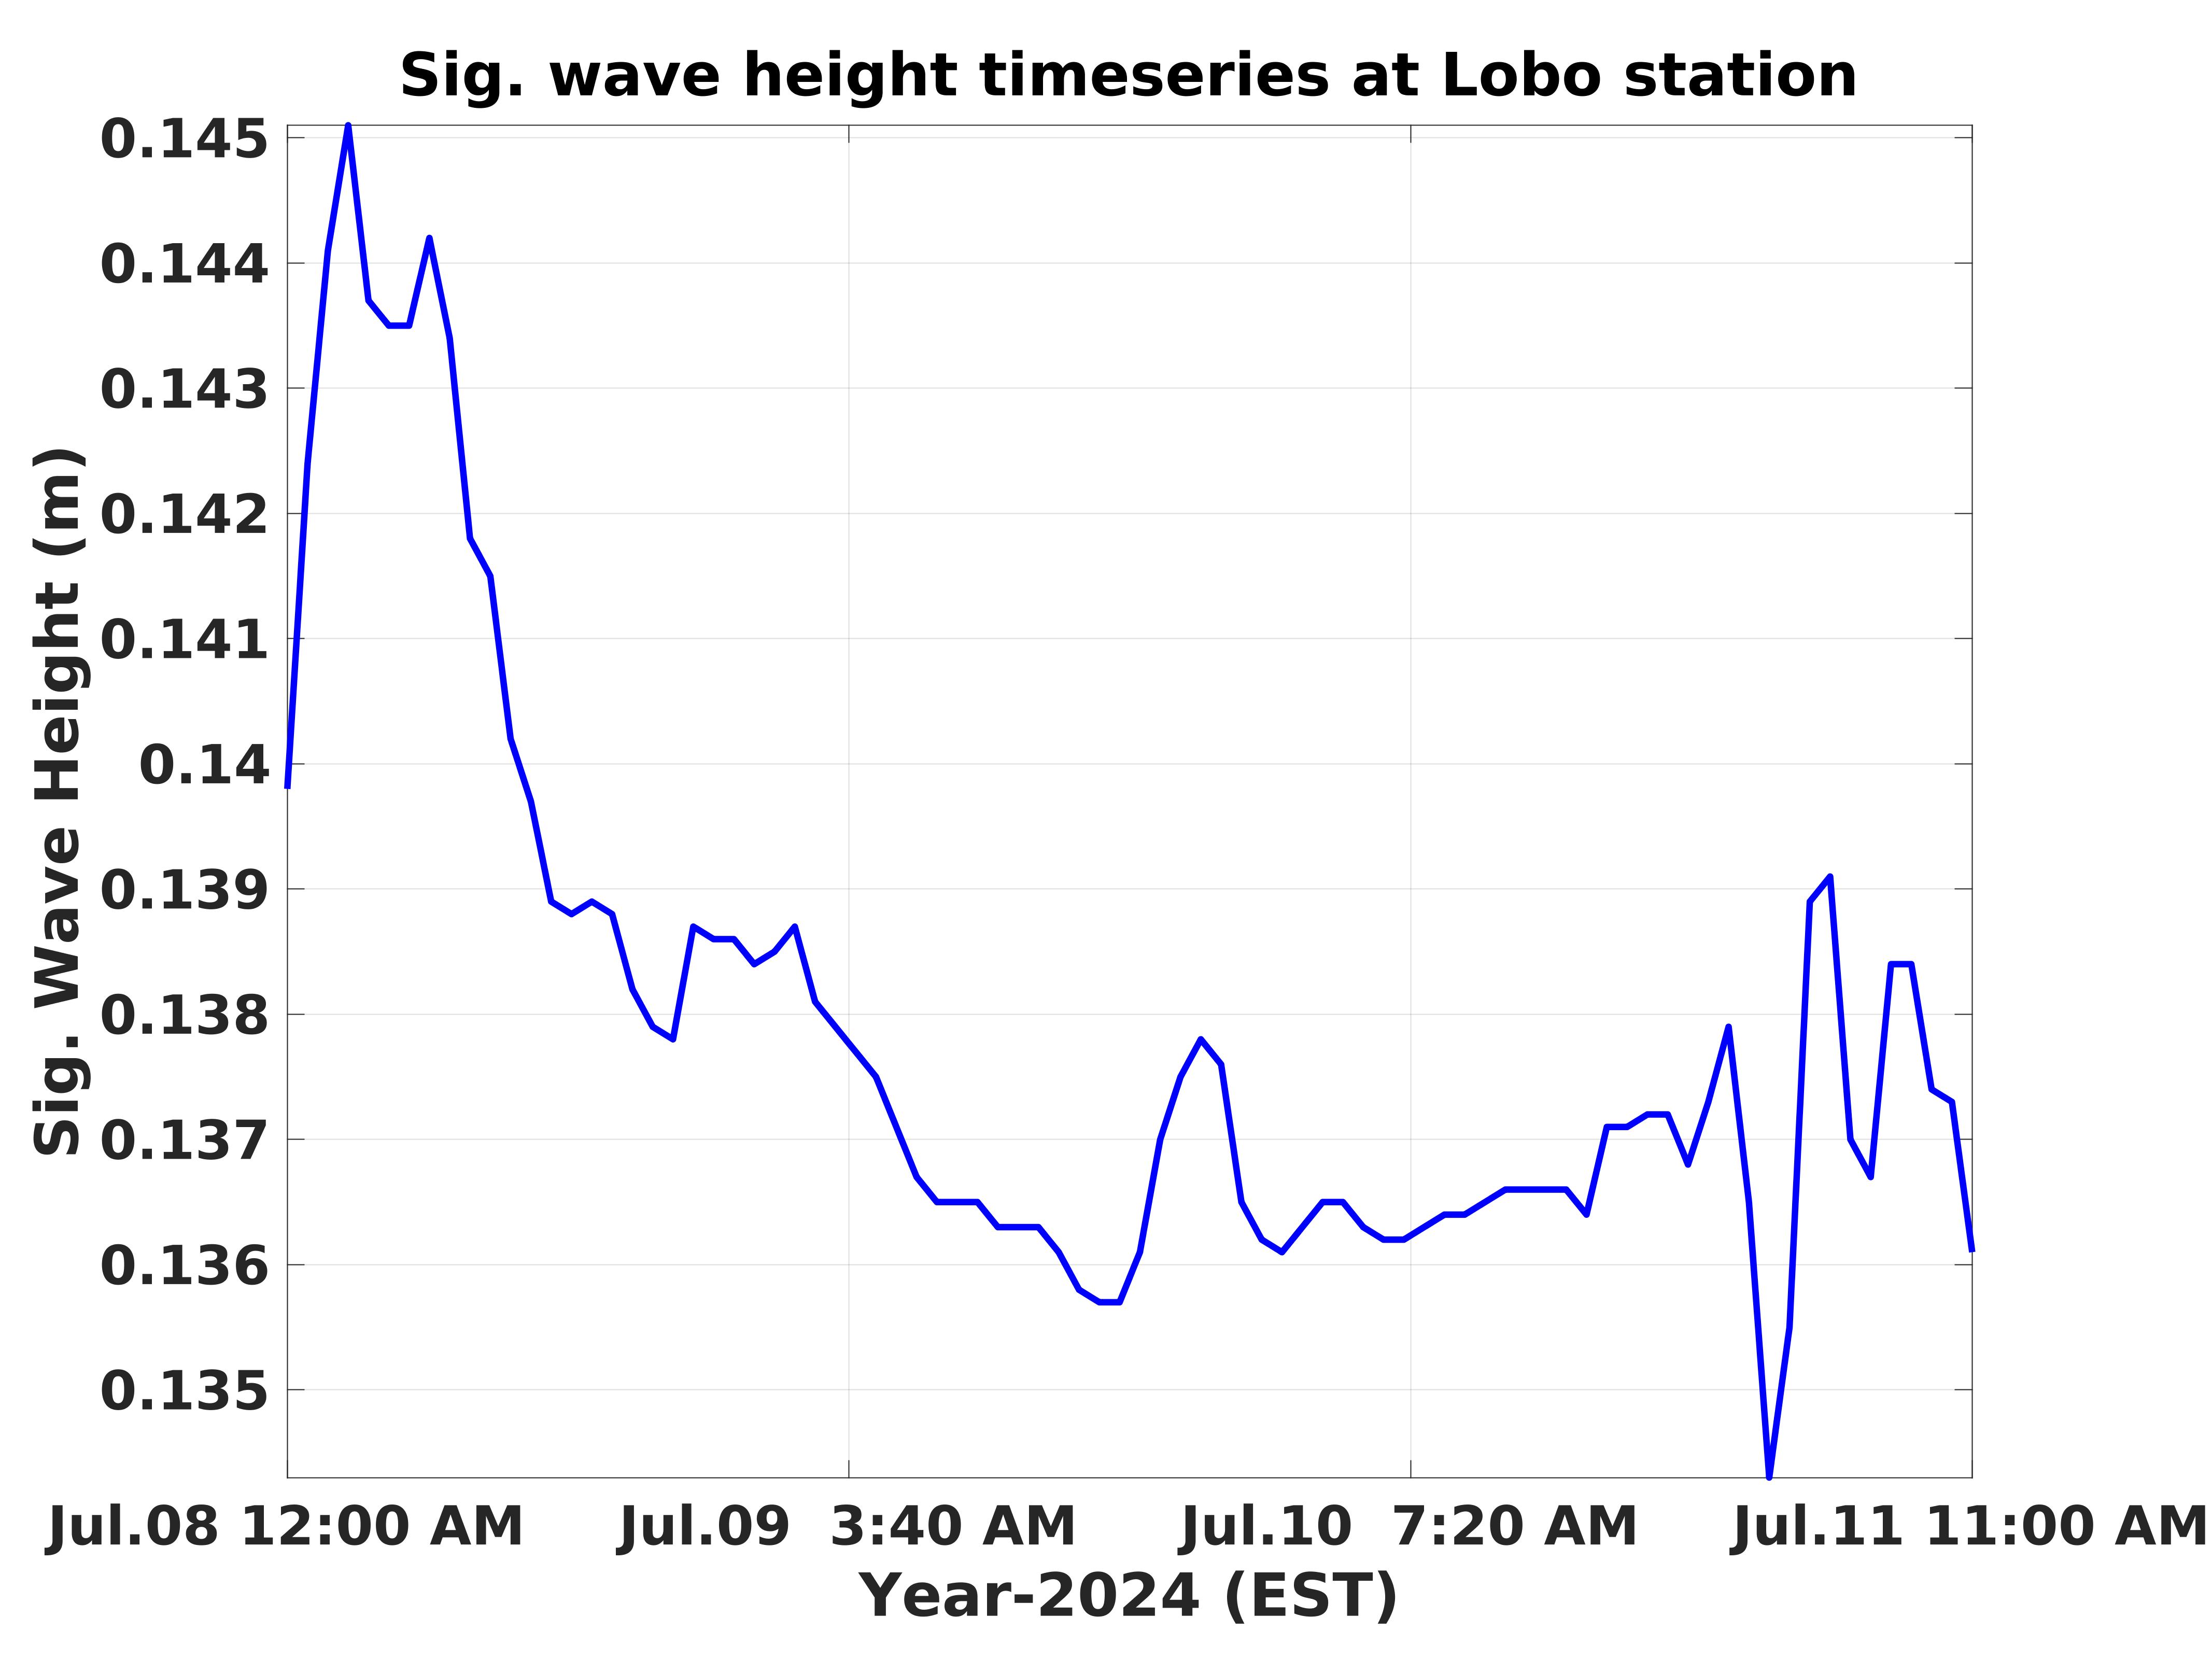 Sig. wave height timeseries at Lobo station
0.145
0.144
0.143
0.142
0.141
0.14
0.139
0.138
0.137
0.136
0.135
Sig. Wave Height (m)
Jul.08 12:00 AM Jul.09 3:40 AM Jul.10 7:20 AM Jul.11 11:00 AM
Year-2024 (EST)